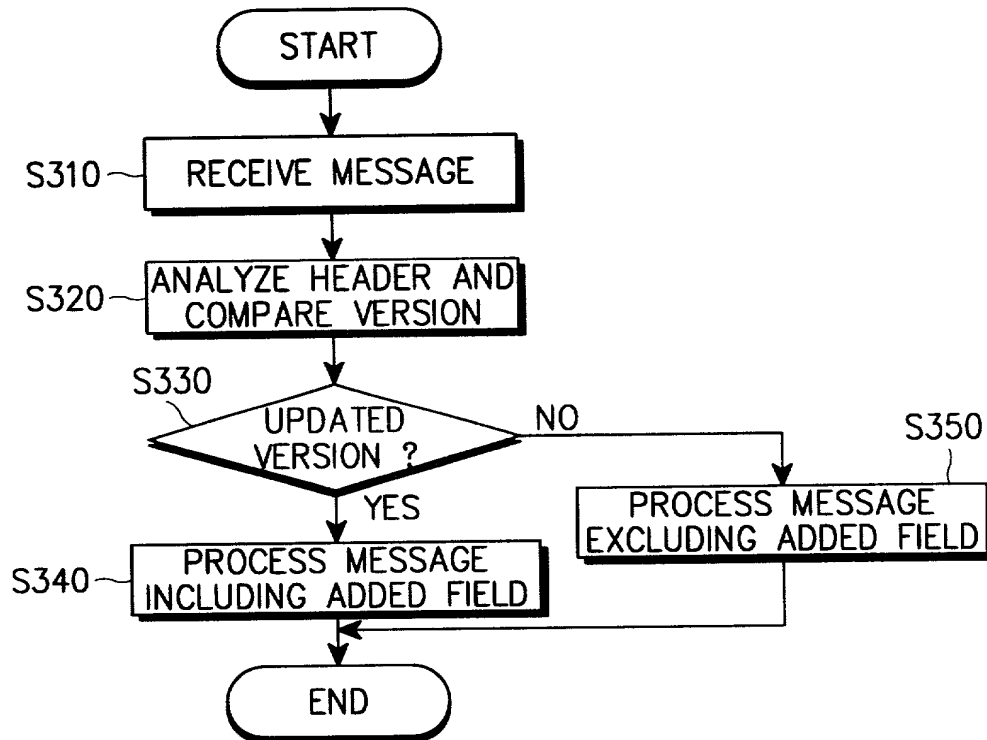 START
S310
RECEIVE MESSAGE
S320
ANALYZE HEADER AND
COMPARE VERSION
S330
UPDATED
VERSION ?
NO
YES
S350
PROCESS MESSAGE
EXCLUDING ADDED FIELD
S340
PROCESS MESSAGE
INCLUDING ADDED FIELD
END